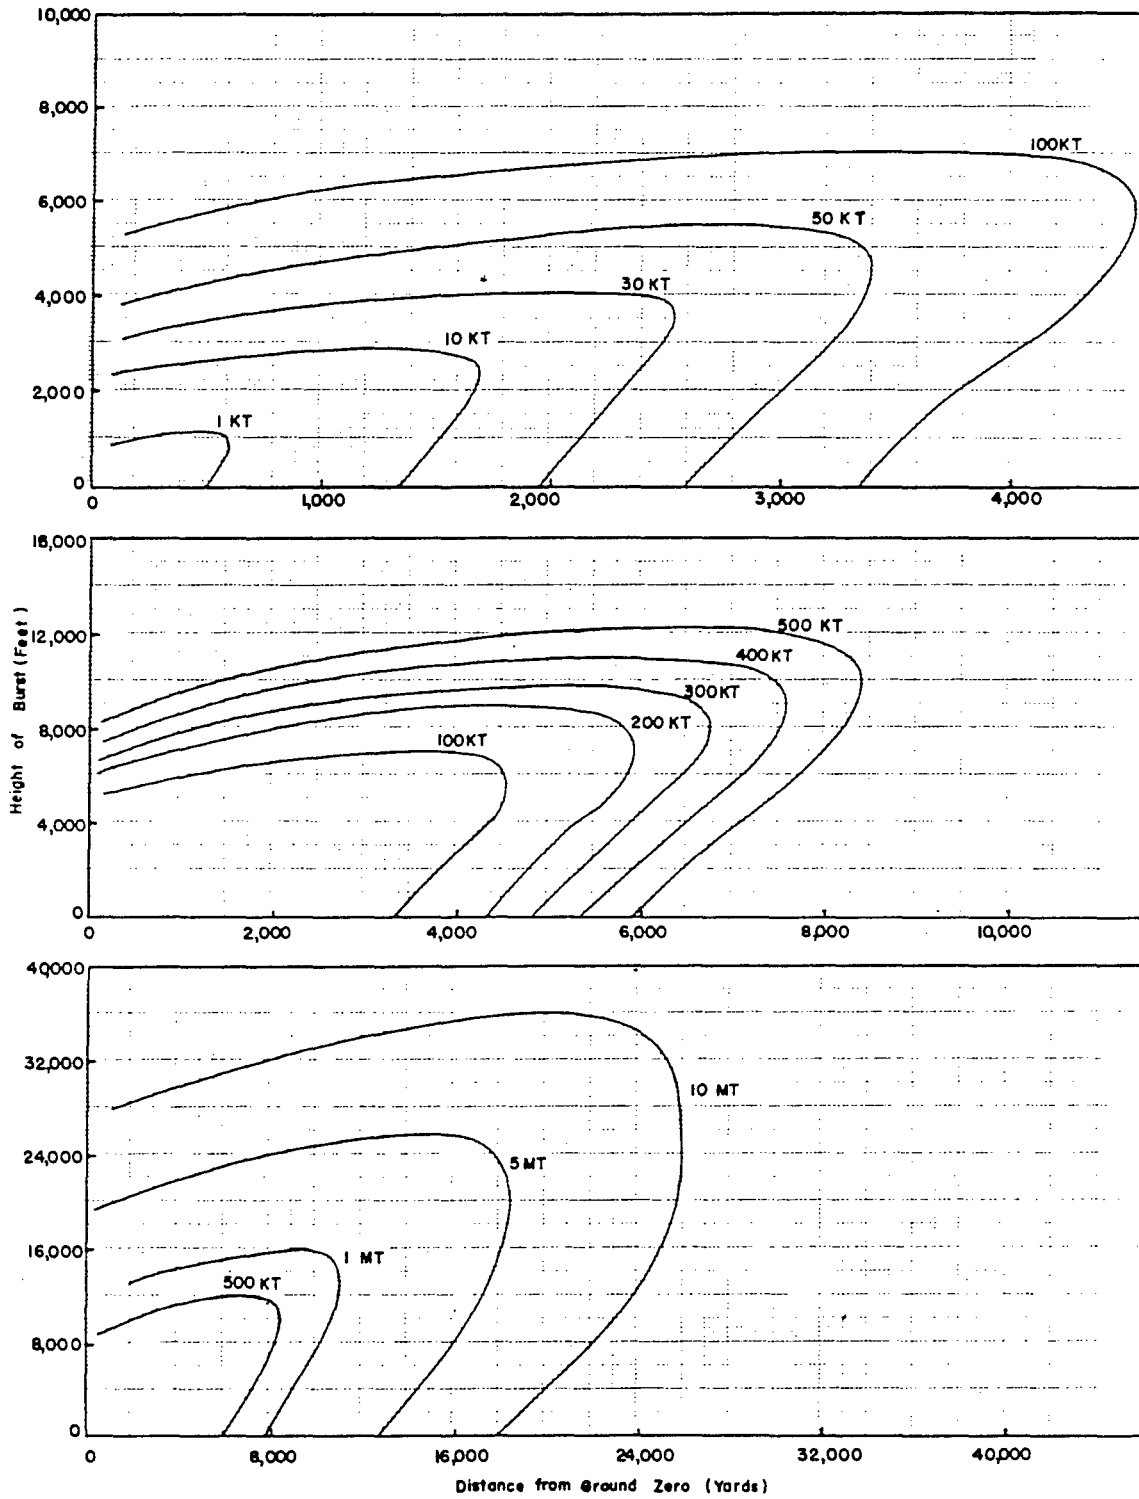 10,000
8,000
6,000
4,000
2,000
0
100KT
50 KT
30 KT
10 KT
1 KT
0 1,000 2,000 3,000 4,000
16,000
12,000
8,000
4,000
0
500 KT
400KT
300KT
200 KT
100KT
0 2,000 4,000 6,000 8,000 10,000
Height of Burst (Feet)
40,000
32,000
24,000
16,000
8,000
0
10 MT
5 MT
1 MT
500 KT
0 8,000 16,000 24,000 32,000 40,000
Distance from Ground Zero (Yards)